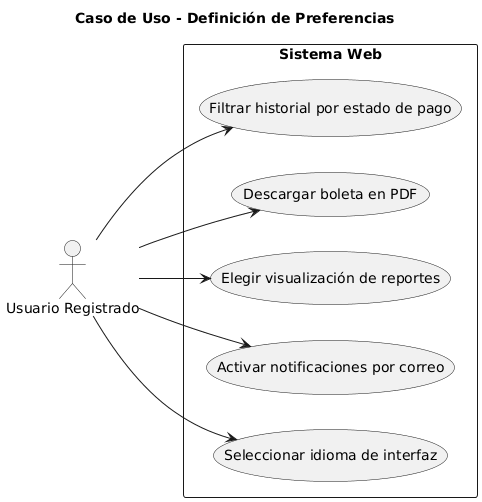 Caso de Uso - Definición de Preferencias
Sistema Web
Filtrar historial por estado de pago
Descargar boleta en PDF
Elegir visualización de reportes
Usuario Registrado
Activar notificaciones por correo
Seleccionar idioma de interfaz